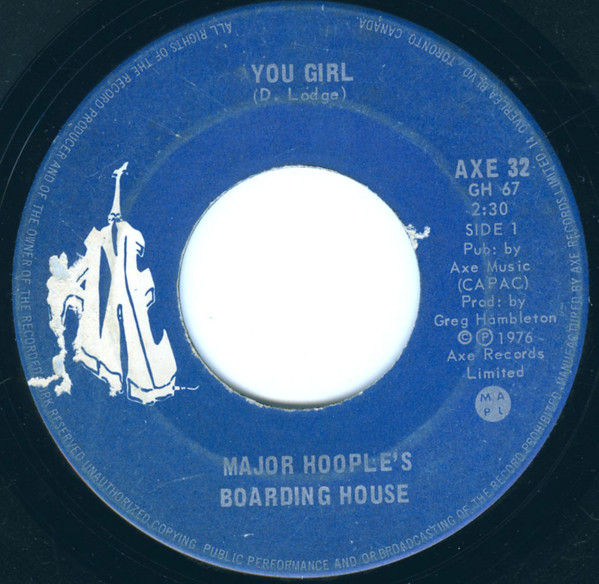 YOU GIRL
(D. Lodge)
AXE
AXE 32
GH 67
2:30
SIDE 1
Pub: by
Axe Music
(CAPAC)
Prod: by
Greg Hambleton
© ℗ 1976
Axe Records
Limited
M A
P L
MAJOR HOOPLE'S
BOARDING HOUSE
ALL RIGHTS OF THE RECORD PRODUCER AND OF THE OWNER OF THE RECORDED WORK RESERVED UNAUTHORIZED COPYING, PUBLIC PERFORMANCE AND/OR BROADCASTING OF THE RECORD PROHIBITED. MANUFACTURED BY AXE RECORDS LIMITED, 14 OVERLEA BLVD., TORONTO CANADA